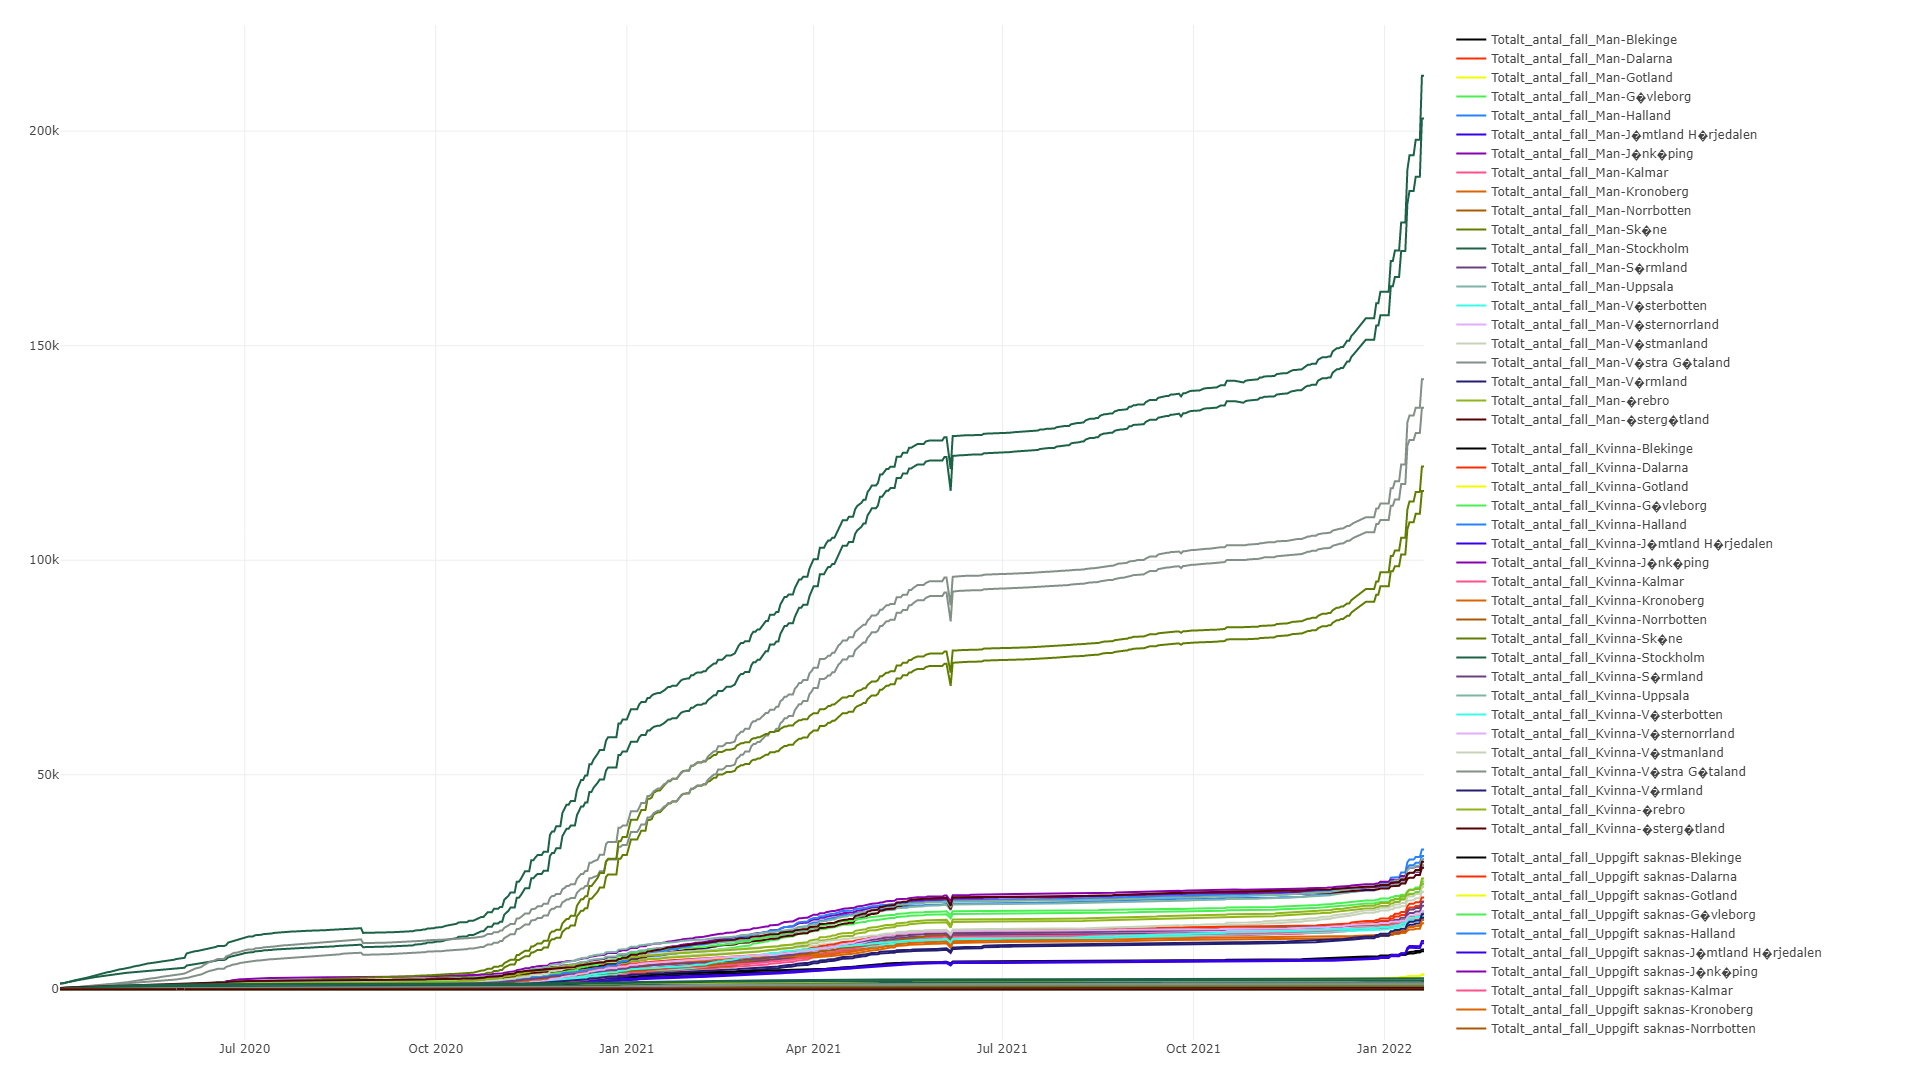 200k
150k
100k
50k
0
Jul 2020
Oct 2020
Jan 2021
Apr 2021
Jul 2021
Oct 2021
Jan 2022
Totalt_antal_fall_Man-Blekinge
Totalt_antal_fall_Man-Dalarna
Totalt_antal_fall_Man-Gotland
Totalt_antal_fall_Man-G�vleborg
Totalt_antal_fall_Man-Halland
Totalt_antal_fall_Man-J�mtland H�rjedalen
Totalt_antal_fall_Man-J�nk�ping
Totalt_antal_fall_Man-Kalmar
Totalt_antal_fall_Man-Kronoberg
Totalt_antal_fall_Man-Norrbotten
Totalt_antal_fall_Man-Sk�ne
Totalt_antal_fall_Man-Stockholm
Totalt_antal_fall_Man-S�rmland
Totalt_antal_fall_Man-Uppsala
Totalt_antal_fall_Man-V�sterbotten
Totalt_antal_fall_Man-V�sternorrland
Totalt_antal_fall_Man-V�stmanland
Totalt_antal_fall_Man-V�stra G�taland
Totalt_antal_fall_Man-V�rmland
Totalt_antal_fall_Man-�rebro
Totalt_antal_fall_Man-�sterg�tland
Totalt_antal_fall_Kvinna-Blekinge
Totalt_antal_fall_Kvinna-Dalarna
Totalt_antal_fall_Kvinna-Gotland
Totalt_antal_fall_Kvinna-G�vleborg
Totalt_antal_fall_Kvinna-Halland
Totalt_antal_fall_Kvinna-J�mtland H�rjedalen
Totalt_antal_fall_Kvinna-J�nk�ping
Totalt_antal_fall_Kvinna-Kalmar
Totalt_antal_fall_Kvinna-Kronoberg
Totalt_antal_fall_Kvinna-Norrbotten
Totalt_antal_fall_Kvinna-Sk�ne
Totalt_antal_fall_Kvinna-Stockholm
Totalt_antal_fall_Kvinna-S�rmland
Totalt_antal_fall_Kvinna-Uppsala
Totalt_antal_fall_Kvinna-V�sterbotten
Totalt_antal_fall_Kvinna-V�sternorrland
Totalt_antal_fall_Kvinna-V�stmanland
Totalt_antal_fall_Kvinna-V�stra G�taland
Totalt_antal_fall_Kvinna-V�rmland
Totalt_antal_fall_Kvinna-�rebro
Totalt_antal_fall_Kvinna-�sterg�tland
Totalt_antal_fall_Uppgift saknas-Blekinge
Totalt_antal_fall_Uppgift saknas-Dalarna
Totalt_antal_fall_Uppgift saknas-Gotland
Totalt_antal_fall_Uppgift saknas-G�vleborg
Totalt_antal_fall_Uppgift saknas-Halland
Totalt_antal_fall_Uppgift saknas-J�mtland H�rjedalen
Totalt_antal_fall_Uppgift saknas-J�nk�ping
Totalt_antal_fall_Uppgift saknas-Kalmar
Totalt_antal_fall_Uppgift saknas-Kronoberg
Totalt_antal_fall_Uppgift saknas-Norrbotten